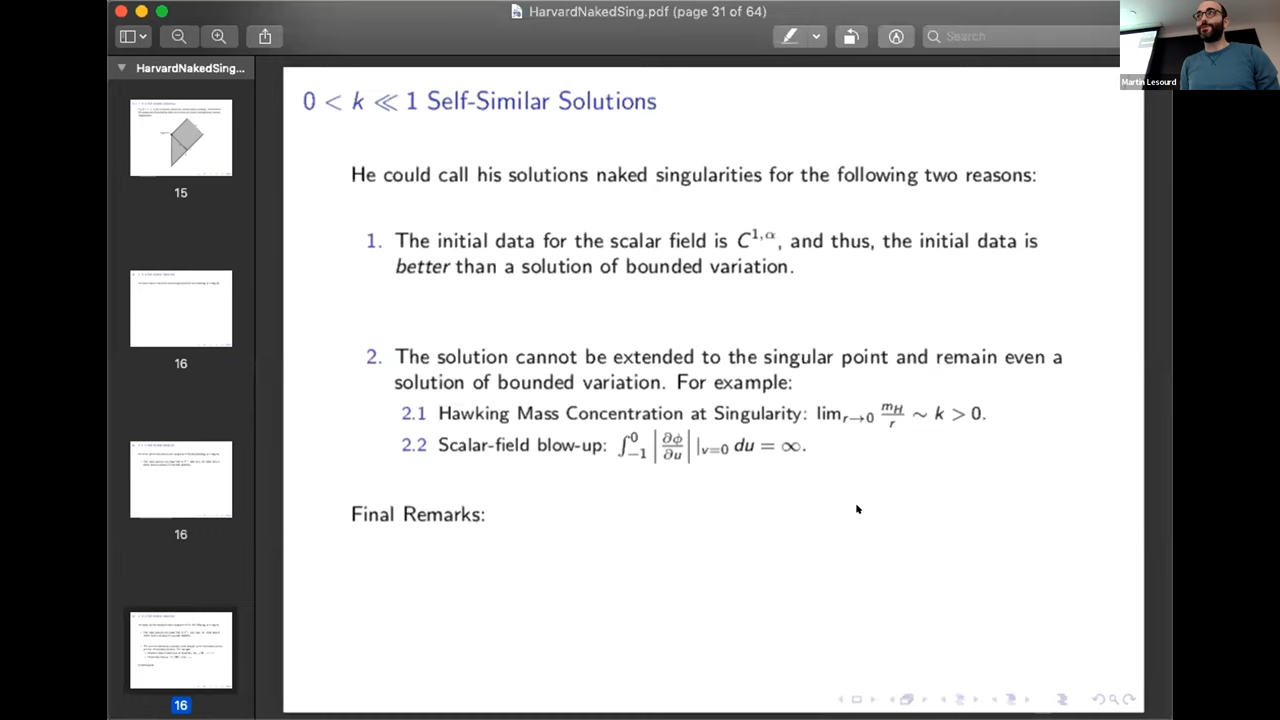 HarvardNakedSing.pdf (page 31 of 64)
Search
Martin Lesourd
HarvardNakedSing...
15
16
16
16
0 < k ≪ 1 Self-Similar Solutions
He could call his solutions naked singularities for the following two reasons:
1. The initial data for the scalar field is C^{1,α}, and thus, the initial data is
better than a solution of bounded variation.
2. The solution cannot be extended to the singular point and remain even a
solution of bounded variation. For example:
2.1 Hawking Mass Concentration at Singularity: lim_{r→0} m_H/r ∼ k > 0.
2.2 Scalar-field blow-up: ∫_{-1}^{0} |∂φ/∂u| |_{v=0} du = ∞.
Final Remarks: